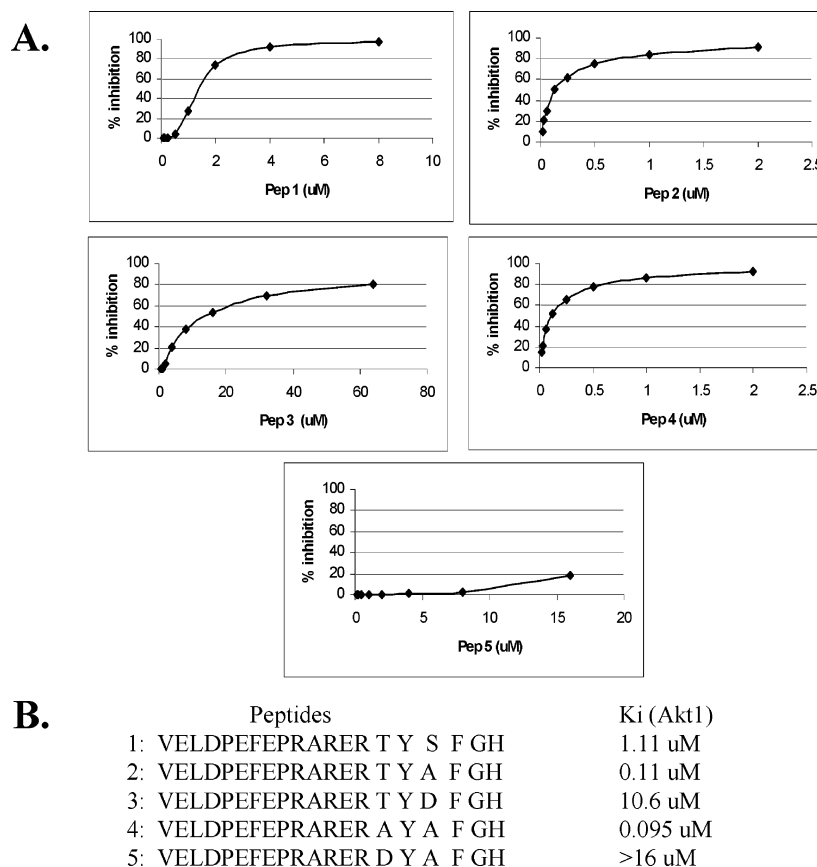 A.
% inhibition
100
80
60
40
20
0
0 2 4 6 8 10
Pep 1 (uM)
% inhibition
100
80
60
40
20
0
0 0.5 1 1.5 2 2.5
Pep 2 (uM)
% inhibition
100
80
60
40
20
0
0 20 40 60 80
Pep 3 (uM)
% inhibition
100
80
60
40
20
0
0 0.5 1 1.5 2 2.5
Pep 4 (uM)
% inhibition
100
80
60
40
20
0
0 5 10 15 20
Pep 5 (uM)
B.
Peptides Ki (Akt1)
1: VELDPEFEPRARER T Y S F GH 1.11 uM
2: VELDPEFEPRARER T Y A F GH 0.11 uM
3: VELDPEFEPRARER T Y D F GH 10.6 uM
4: VELDPEFEPRARER A Y A F GH 0.095 uM
5: VELDPEFEPRARER D Y A F GH >16 uM